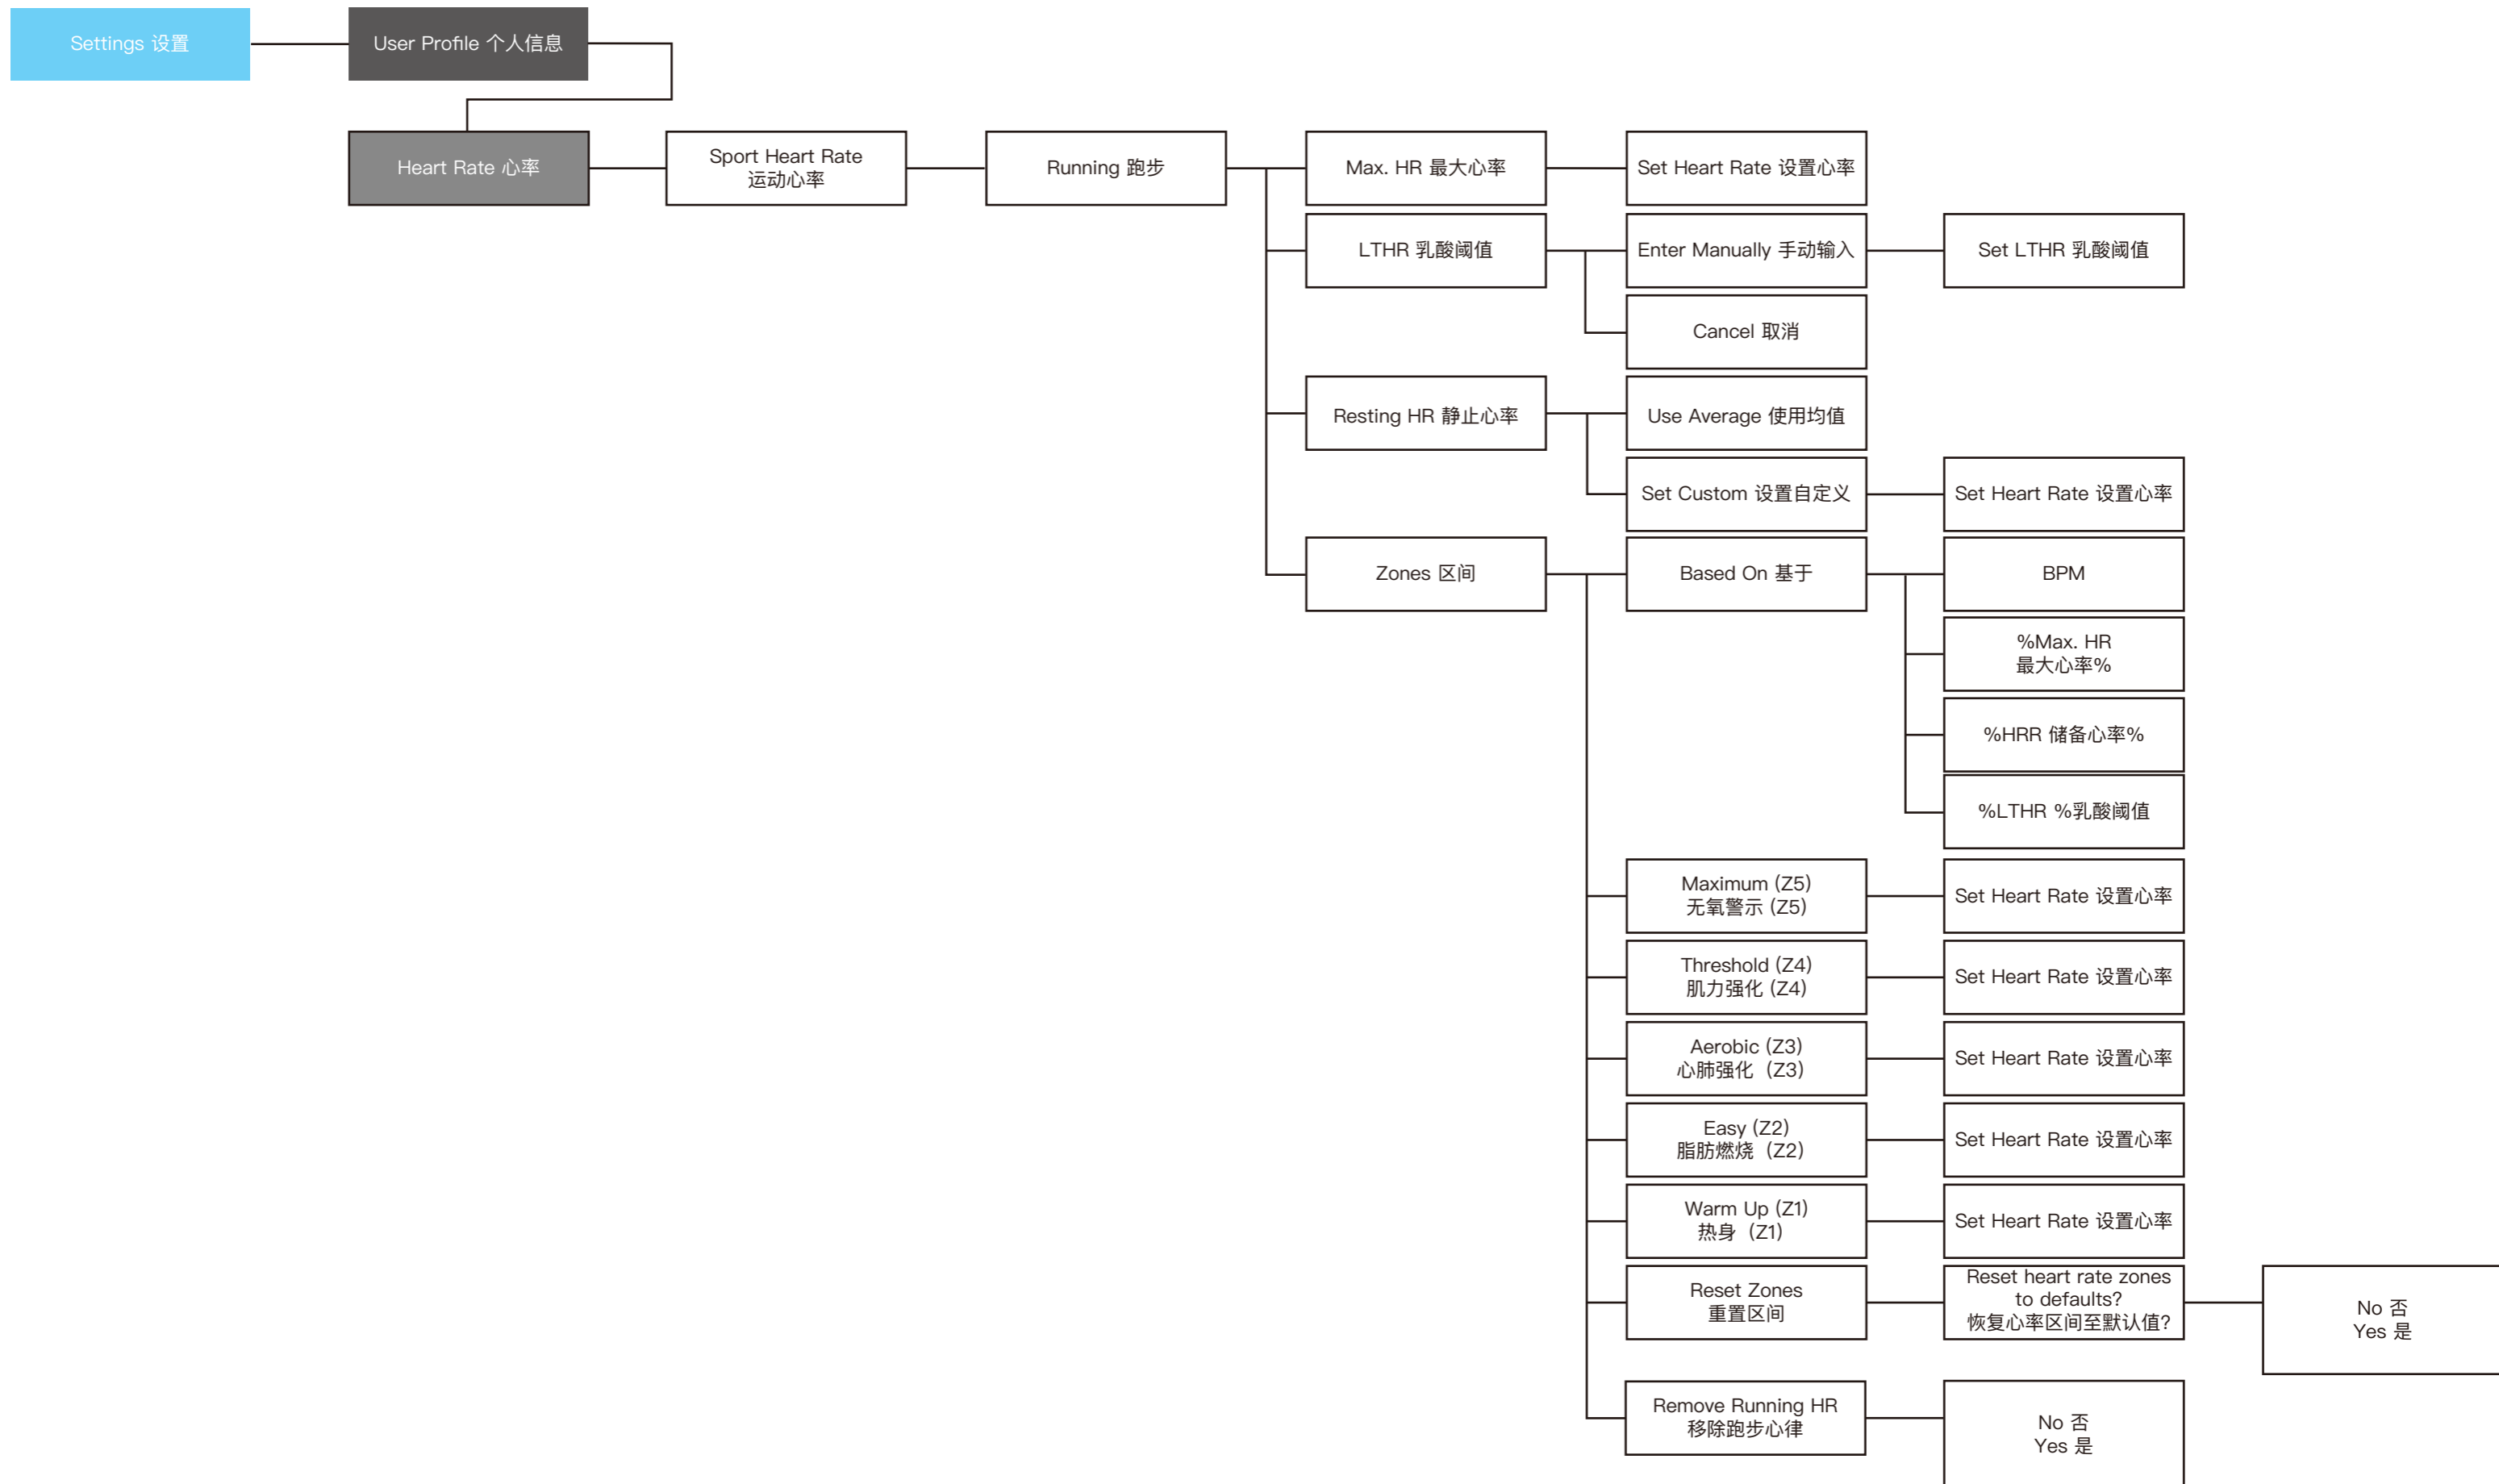 Settings 设置
User Profile 个人信息
Heart Rate 心率
Sport Heart Rate
运动心率
Running 跑步
Max. HR 最大心率
Set Heart Rate 设置心率
LTHR 乳酸阈值
Enter Manually 手动输入
Set LTHR 乳酸阈值
Cancel 取消
Resting HR 静止心率
Use Average 使用均值
Set Custom 设置自定义
Set Heart Rate 设置心率
Zones 区间
Based On 基于
BPM
%Max. HR
最大心率%
%HRR 储备心率%
%LTHR %乳酸阈值
Maximum (Z5)
无氧警示 (Z5)
Set Heart Rate 设置心率
Threshold (Z4)
肌力强化 (Z4)
Set Heart Rate 设置心率
Aerobic (Z3)
心肺强化 (Z3)
Set Heart Rate 设置心率
Easy (Z2)
脂肪燃烧 (Z2)
Set Heart Rate 设置心率
Warm Up (Z1)
热身 (Z1)
Set Heart Rate 设置心率
Reset Zones
重置区间
Reset heart rate zones
to defaults?
恢复心率区间至默认值?
No 否
Yes 是
Remove Running HR
移除跑步心律
No 否
Yes 是